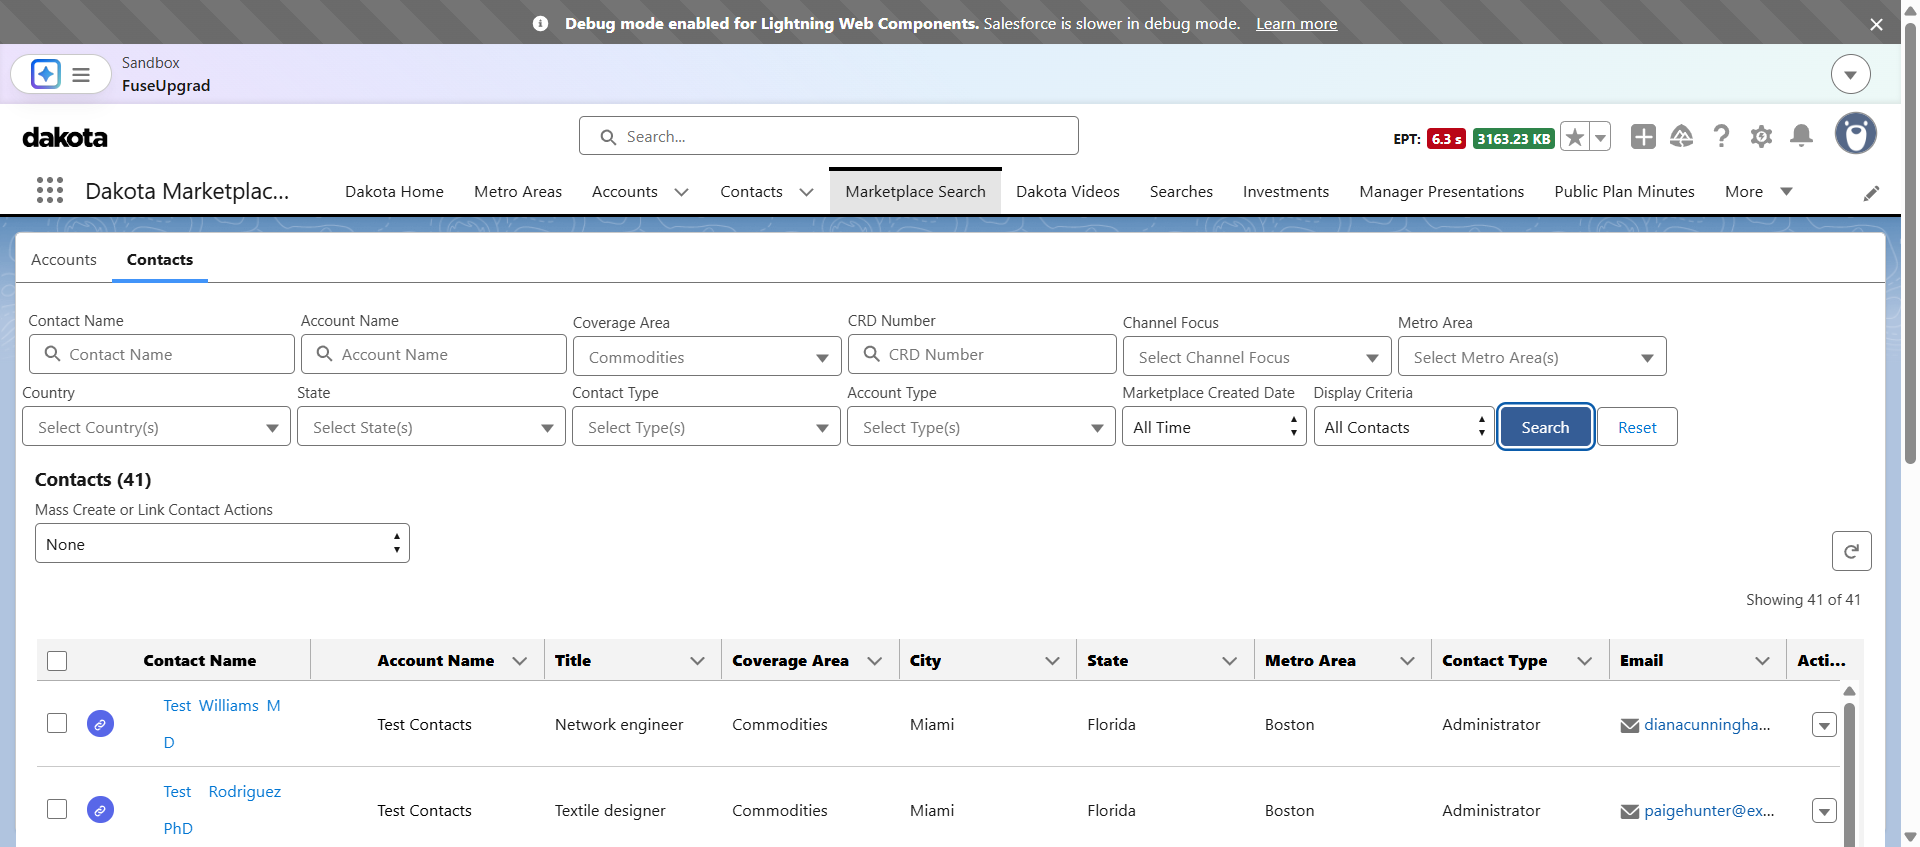 Debug mode enabled for Lightning Web Components. Salesforce is slower in debug mode. Learn more
Sandbox
FuseUpgrad
dakota
Search...
EPT: 6.3 s 3163.23 KB
Dakota Marketplac...
Dakota Home Metro Areas Accounts Contacts Marketplace Search Dakota Videos Searches Investments Manager Presentations Public Plan Minutes More
Accounts Contacts
Contact Name Account Name Coverage Area CRD Number Channel Focus Metro Area
Contact Name Account Name Commodities CRD Number Select Channel Focus Select Metro Area(s)
Country State Contact Type Account Type Marketplace Created Date Display Criteria
Select Country(s) Select State(s) Select Type(s) Select Type(s) All Time All Contacts Search Reset
Contacts (41)
Mass Create or Link Contact Actions
None
Showing 41 of 41
Contact Name Account Name Title Coverage Area City State Metro Area Contact Type Email Acti...
Test Williams M
D
Test Contacts Network engineer Commodities Miami Florida Boston Administrator dianacunningha...
Test Rodriguez
PhD
Test Contacts Textile designer Commodities Miami Florida Boston Administrator paigehunter@ex...